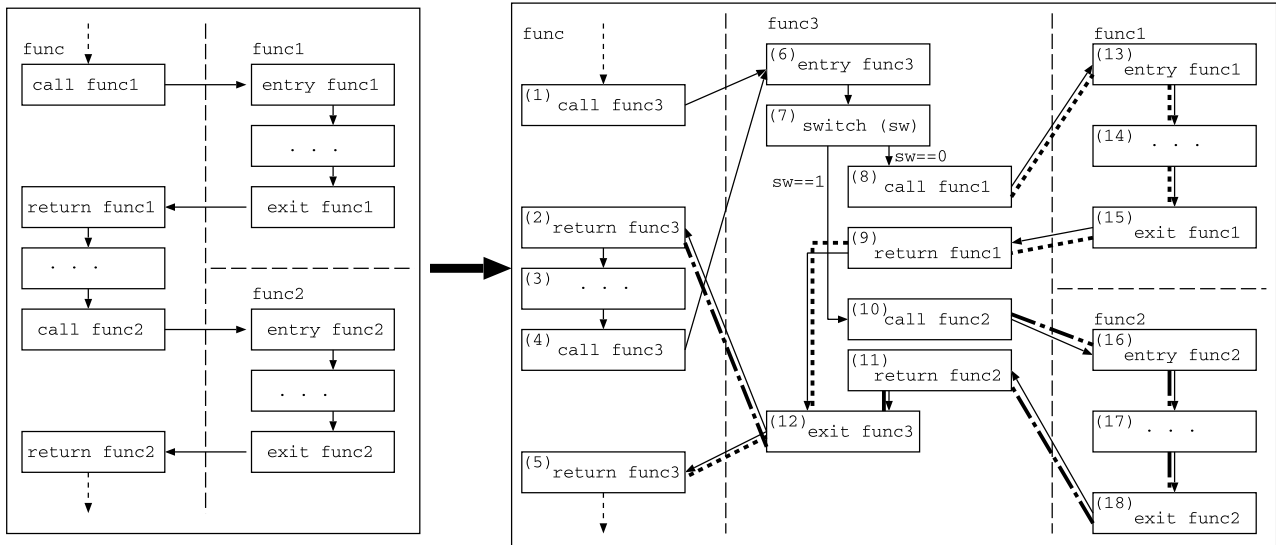 func
call func1
return func1
. . .
call func2
return func2
func1
entry func1
. . .
exit func1
func2
entry func2
. . .
exit func2
func
(1) call func3
(2) return func3
(3) . . .
(4) call func3
(5) return func3
func3
(6) entry func3
(7) switch (sw)
sw==0
sw==1
(8) call func1
(9) return func1
(10) call func2
(11) return func2
(12) exit func3
func1
(13) entry func1
(14) . . .
(15) exit func1
func2
(16) entry func2
(17) . . .
(18) exit func2